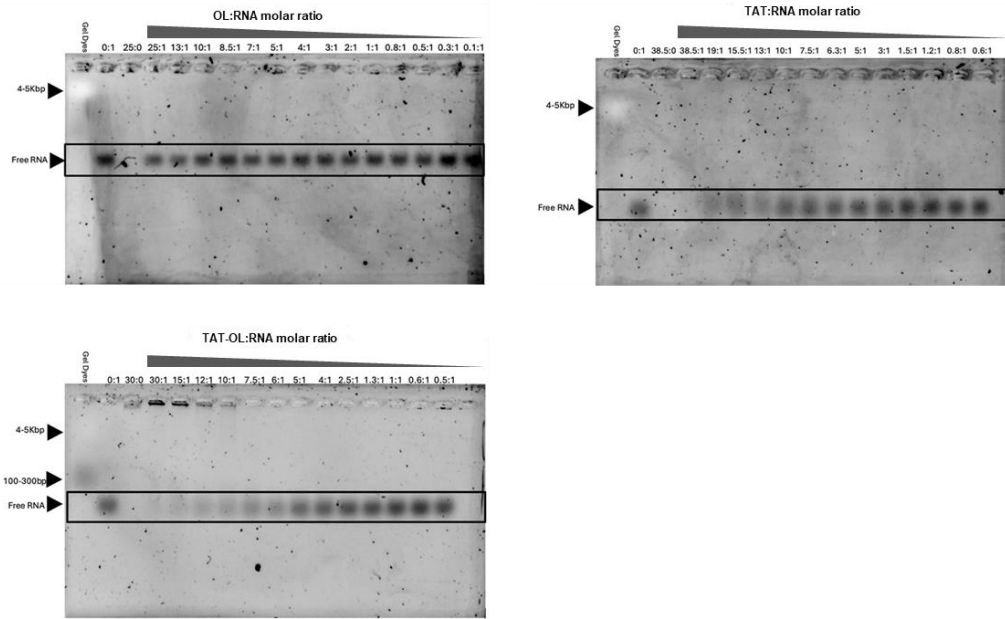 OL:RNA molar ratio
Gel Dyes
0:1 25:0 25:1 13:1 10:1 8.5:1 7:1 5:1 4:1 3:1 2:1 1:1 0.8:1 0.5:1 0.3:1 0.1:1
4-5Kbp
Free RNA
TAT:RNA molar ratio
Gel Dyes
0:1 38.5:0 38.5:1 19:1 15.5:1 13:1 10:1 7.5:1 6.3:1 5:1 3:1 1.5:1 1.2:1 0.8:1 0.6:1
4-5Kbp
Free RNA
TAT-OL:RNA molar ratio
Gel Dyes
0:1 30:0 30:1 15:1 12:1 10:1 7.5:1 6:1 5:1 4:1 2.5:1 1.3:1 1:1 0.6:1 0.5:1
4-5Kbp
100-300bp
Free RNA